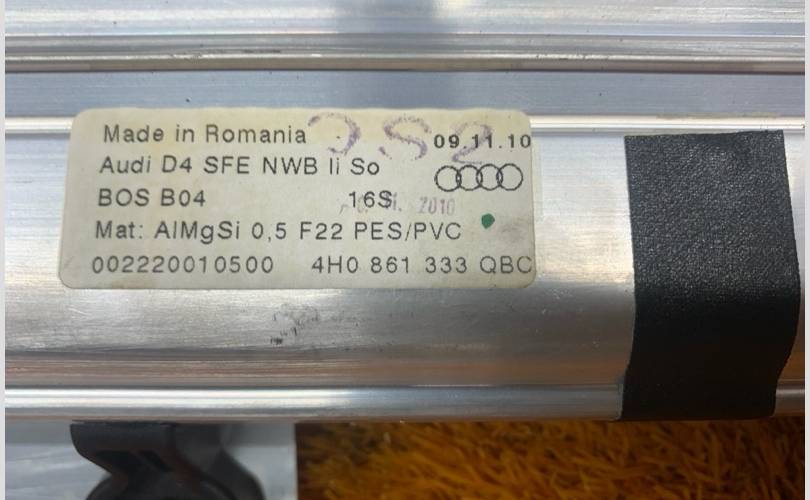 Made in Romania 09.11.10
Audi D4 SFE NWB li So
BOS B04 16S
Mat: AlMgSi 0,5 F22 PES/PVC
002220010500 4H0 861 333 QBC